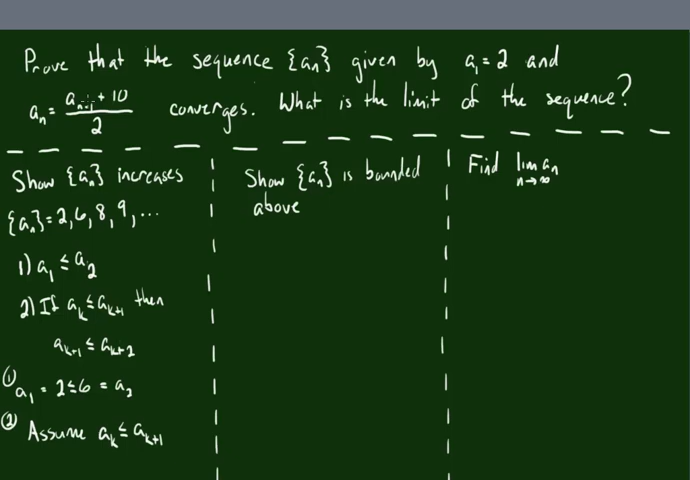 Prove that the sequence {aₙ} given by a₁ = 2 and
aₙ = (aₙ₋₁ + 10)/2 converges. What is the limit of the sequence?
Show {aₙ} increases
{aₙ} = 2, 6, 8, 9, ...
1) a₁ ≤ a₂
2) If aₖ ≤ aₖ₊₁ then
aₖ₊₁ ≤ aₖ₊₂
① a₁ = 2 ≤ 6 = a₂
② Assume aₖ ≤ aₖ₊₁
Show {aₙ} is bounded
above
Find lim aₙ
n→∞